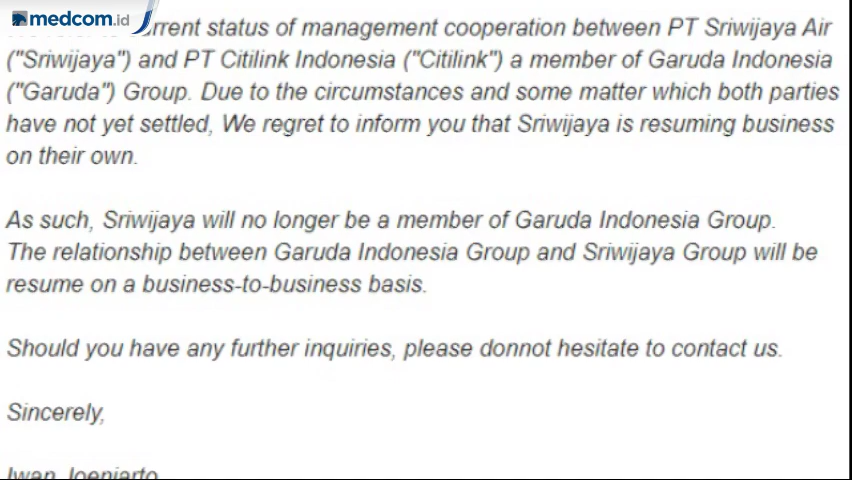 medcom.id
current status of management cooperation between PT Sriwijaya Air
("Sriwijaya") and PT Citilink Indonesia ("Citilink") a member of Garuda Indonesia
("Garuda") Group. Due to the circumstances and some matter which both parties
have not yet settled, We regret to inform you that Sriwijaya is resuming business
on their own.
As such, Sriwijaya will no longer be a member of Garuda Indonesia Group.
The relationship between Garuda Indonesia Group and Sriwijaya Group will be
resume on a business-to-business basis.
Should you have any further inquiries, please donnot hesitate to contact us.
Sincerely,
Iwan Joeniarto